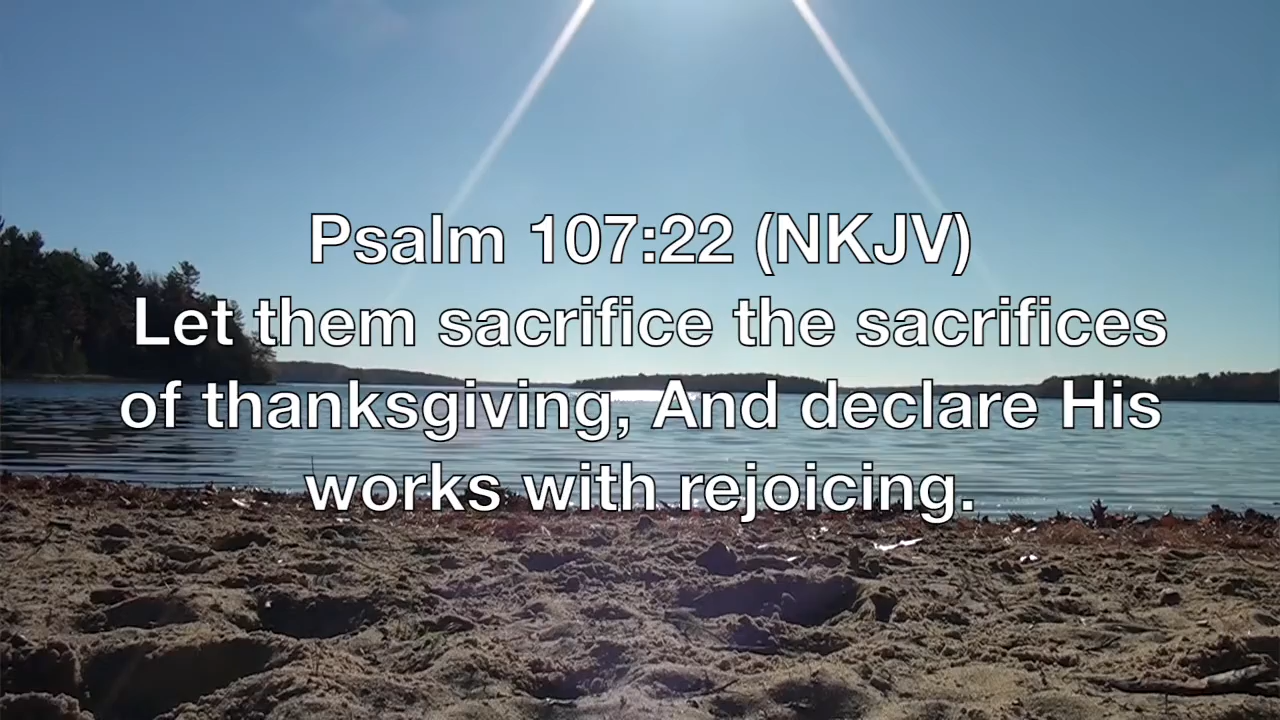 Psalm 107:22 (NKJV)
Let them sacrifice the sacrifices
of thanksgiving, And declare His
works with rejoicing.